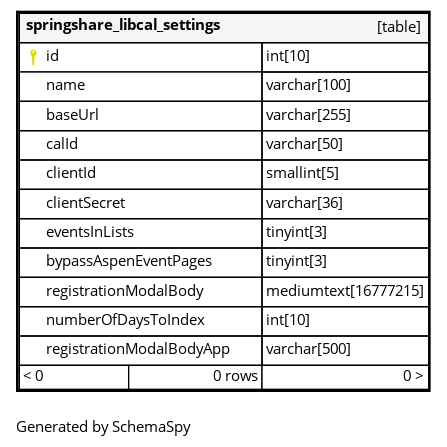 springshare_libcal_settings [table]
id int[10]
name varchar[100]
baseUrl varchar[255]
calId varchar[50]
clientId smallint[5]
clientSecret varchar[36]
eventsInLists tinyint[3]
bypassAspenEventPages tinyint[3]
registrationModalBody mediumtext[16777215]
numberOfDaysToIndex int[10]
registrationModalBodyApp varchar[500]
< 0 0 rows 0 >
Generated by SchemaSpy